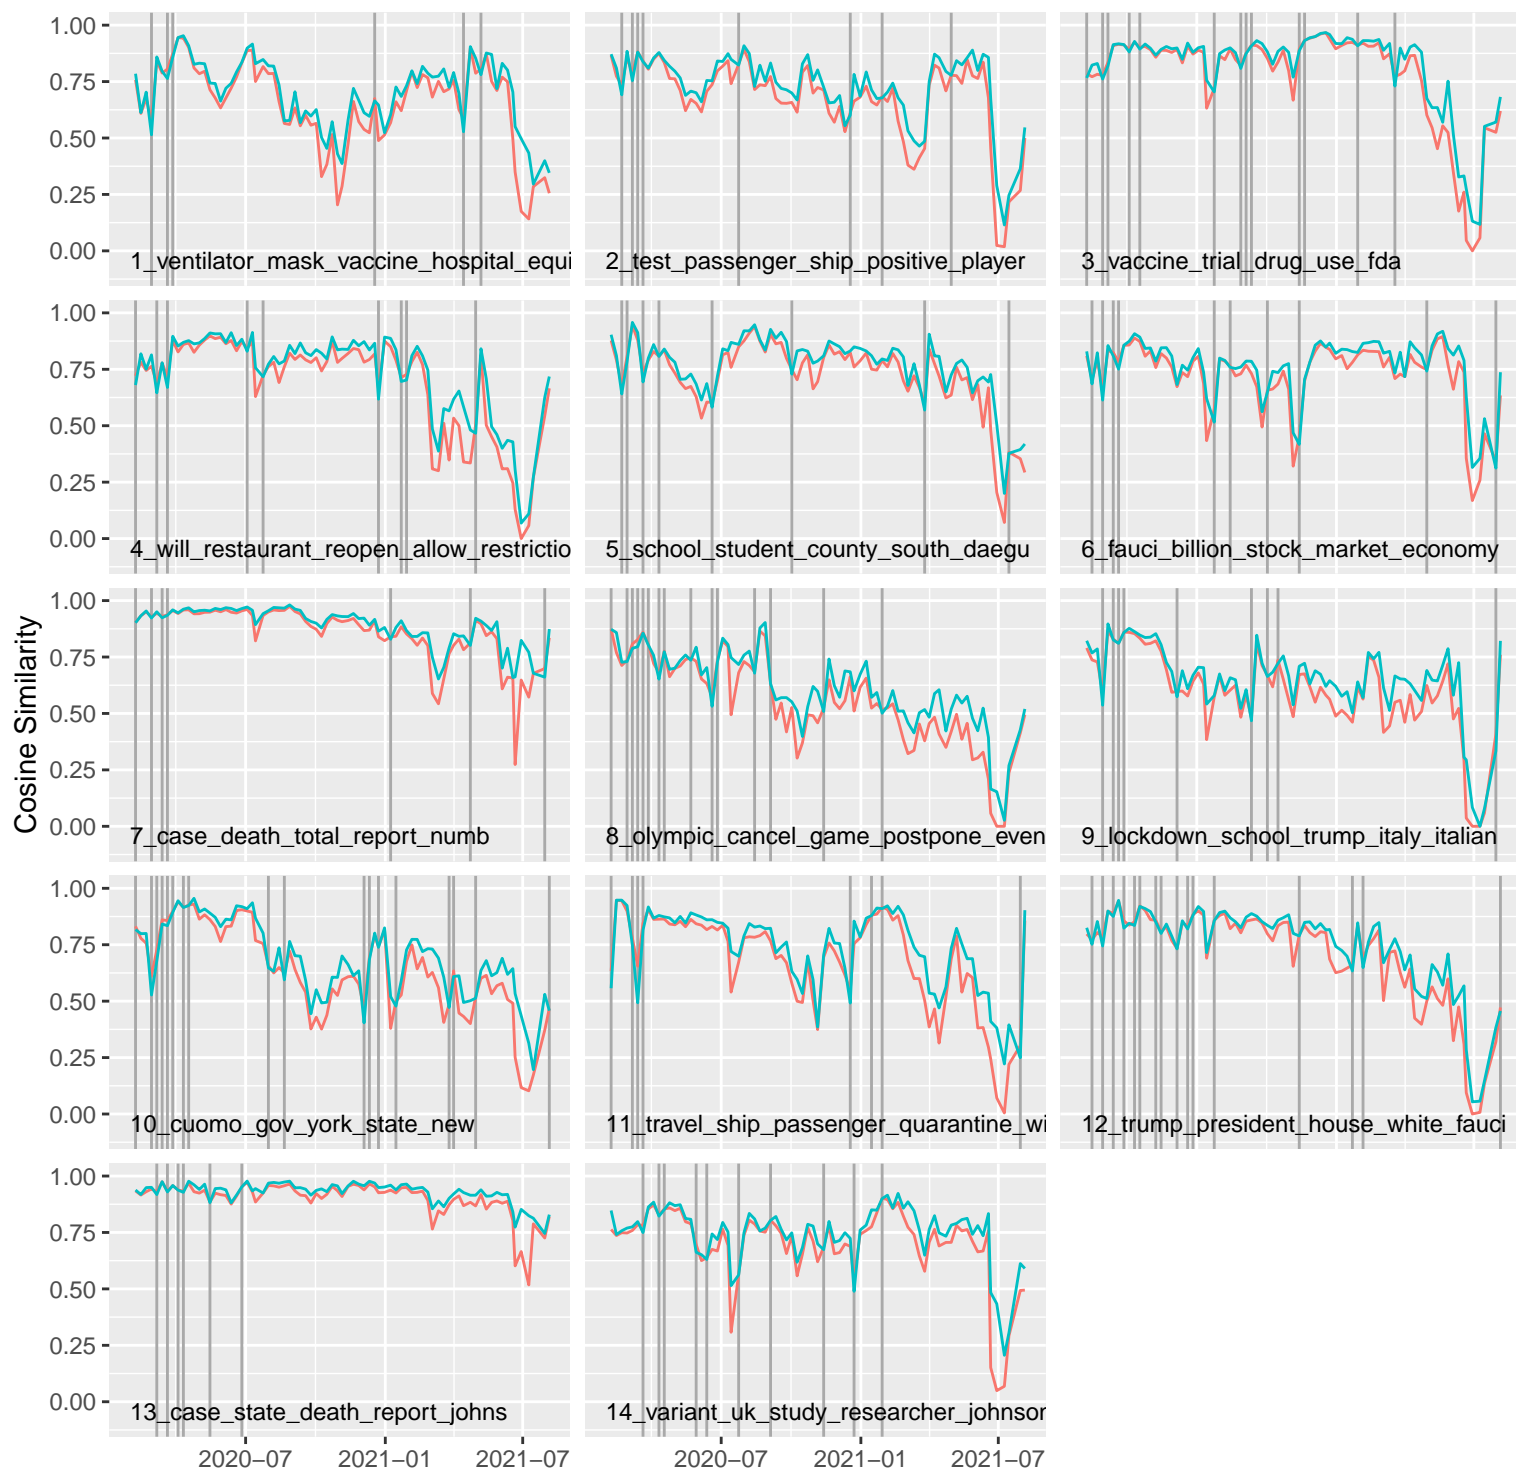 1.00
0.75
0.50
0.25
0.00
1_ventilator_mask_vaccine_hospital_equi
2_test_passenger_ship_positive_player
3_vaccine_trial_drug_use_fda
1.00
0.75
0.50
0.25
0.00
4_will_restaurant_reopen_allow_restrictio
5_school_student_county_south_daegu
6_fauci_billion_stock_market_economy
Cosine Similarity
1.00
0.75
0.50
0.25
0.00
7_case_death_total_report_numb
8_olympic_cancel_game_postpone_even
9_lockdown_school_trump_italy_italian
1.00
0.75
0.50
0.25
0.00
10_cuomo_gov_york_state_new
11_travel_ship_passenger_quarantine_wi
12_trump_president_house_white_fauci
1.00
0.75
0.50
0.25
0.00
13_case_state_death_report_johns
14_variant_uk_study_researcher_johnson
2020−07 2021−01 2021−07
2020−07 2021−01 2021−07